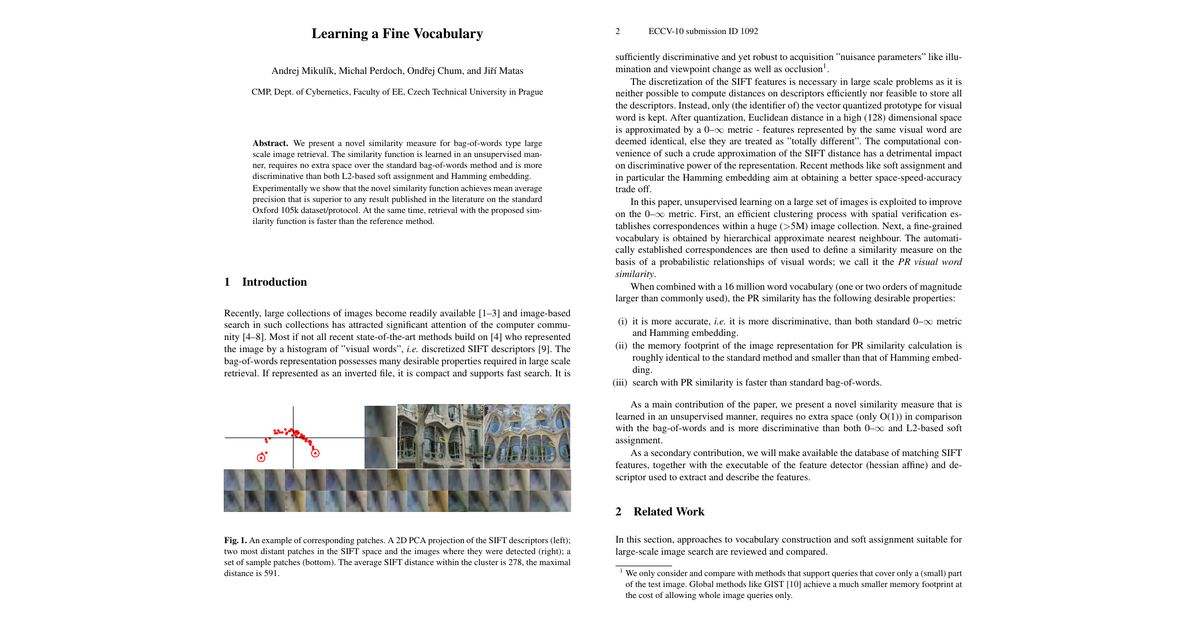 Learning a Fine Vocabulary
Andrej Mikulík, Michal Perdoch, Ondřej Chum, and Jiří Matas
CMP, Dept. of Cybernetics, Faculty of EE, Czech Technical University in Prague
Abstract. We present a novel similarity measure for bag-of-words type large
scale image retrieval. The similarity function is learned in an unsupervised man-
ner, requires no extra space over the standard bag-of-words method and is more
discriminative than both L2-based soft assignment and Hamming embedding.
Experimentally we show that the novel similarity function achieves mean average
precision that is superior to any result published in the literature on the standard
Oxford 105k dataset/protocol. At the same time, retrieval with the proposed sim-
ilarity function is faster than the reference method.
1 Introduction
Recently, large collections of images become readily available [1–3] and image-based
search in such collections has attracted significant attention of the computer commu-
nity [4–8]. Most if not all recent state-of-the-art methods build on [4] who represented
the image by a histogram of ”visual words”, i.e. discretized SIFT descriptors [9]. The
bag-of-words representation possesses many desirable properties required in large scale
retrieval. If represented as an inverted file, it is compact and supports fast search. It is
Fig. 1. An example of corresponding patches. A 2D PCA projection of the SIFT descriptors (left);
two most distant patches in the SIFT space and the images where they were detected (right); a
set of sample patches (bottom). The average SIFT distance within the cluster is 278, the maximal
distance is 591.
2 ECCV-10 submission ID 1092
sufficiently discriminative and yet robust to acquisition ”nuisance parameters” like illu-
mination and viewpoint change as well as occlusion1.
The discretization of the SIFT features is necessary in large scale problems as it is
neither possible to compute distances on descriptors efficiently nor feasible to store all
the descriptors. Instead, only (the identifier of) the vector quantized prototype for visual
word is kept. After quantization, Euclidean distance in a high (128) dimensional space
is approximated by a 0–∞ metric - features represented by the same visual word are
deemed identical, else they are treated as ”totally different”. The computational con-
venience of such a crude approximation of the SIFT distance has a detrimental impact
on discriminative power of the representation. Recent methods like soft assignment and
in particular the Hamming embedding aim at obtaining a better space-speed-accuracy
trade off.
In this paper, unsupervised learning on a large set of images is exploited to improve
on the 0–∞ metric. First, an efficient clustering process with spatial verification es-
tablishes correspondences within a huge (>5M) image collection. Next, a fine-grained
vocabulary is obtained by hierarchical approximate nearest neighbour. The automati-
cally established correspondences are then used to define a similarity measure on the
basis of a probabilistic relationships of visual words; we call it the PR visual word
similarity.
When combined with a 16 million word vocabulary (one or two orders of magnitude
larger than commonly used), the PR similarity has the following desirable properties:
(i) it is more accurate, i.e. it is more discriminative, than both standard 0–∞ metric
and Hamming embedding.
(ii) the memory footprint of the image representation for PR similarity calculation is
roughly identical to the standard method and smaller than that of Hamming embed-
ding.
(iii) search with PR similarity is faster than standard bag-of-words.
As a main contribution of the paper, we present a novel similarity measure that is
learned in an unsupervised manner, requires no extra space (only O(1)) in comparison
with the bag-of-words and is more discriminative than both 0–∞ and L2-based soft
assignment.
As a secondary contribution, we will make available the database of matching SIFT
features, together with the executable of the feature detector (hessian affine) and de-
scriptor used to extract and describe the features.
2 Related Work
In this section, approaches to vocabulary construction and soft assignment suitable for
large-scale image search are reviewed and compared.
1 We only consider and compare with methods that support queries that cover only a (small) part
of the test image. Global methods like GIST [10] achieve a much smaller memory footprint at
the cost of allowing whole image queries only.